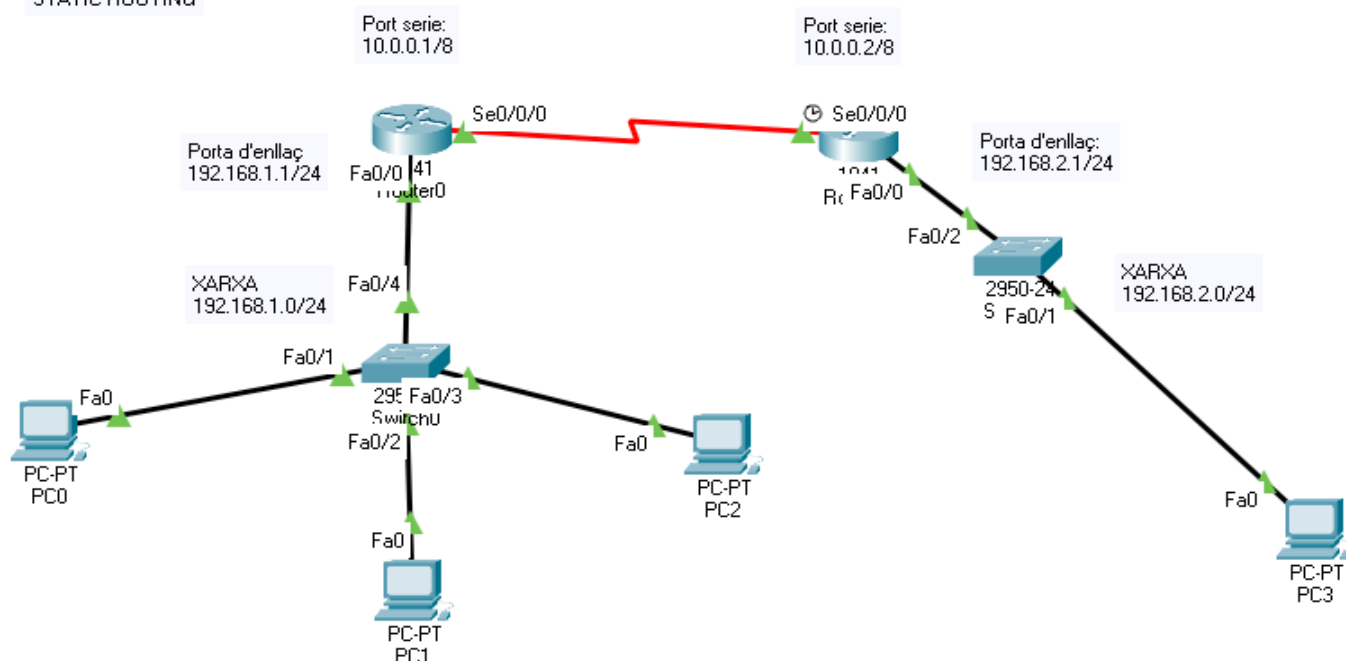 Port serie:
10.0.0.1/8
Port serie:
10.0.0.2/8
Se0/0/0
Se0/0/0
Porta d'enllaç
192.168.1.1/24
Fa0/0
41
Porta d'enllaç:
192.168.2.1/24
Fa0/0
Fa0/2
XARXA
192.168.1.0/24
Fa0/4
2950-24
S
Fa0/1
XARXA
192.168.2.0/24
Fa0/1
Fa0/3
Fa0
Fa0/2
Fa0
PC-PT
PC0
PC-PT
PC2
Fa0
PC-PT
PC1
Fa0
PC-PT
PC3